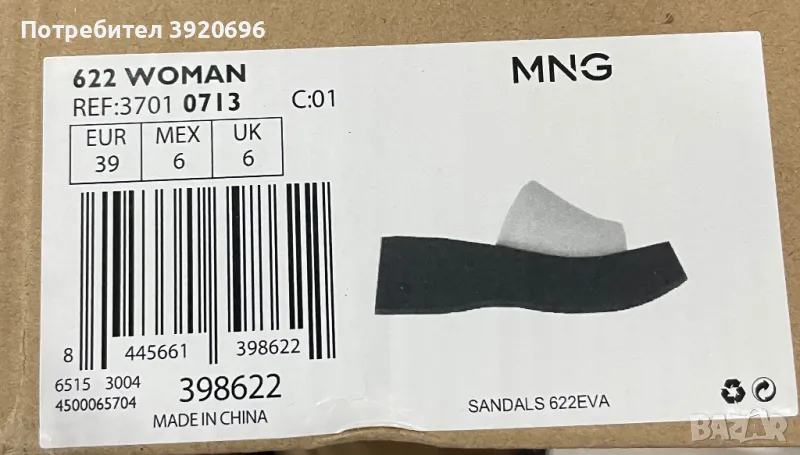 Потребител 3920696
622 WOMAN
MNG
REF:3701 0713 C:01
EUR MEX UK
39 6 6
8 445661 398622
6515 3004
4500065704
398622
MADE IN CHINA
SANDALS 622EVA
BAZAR